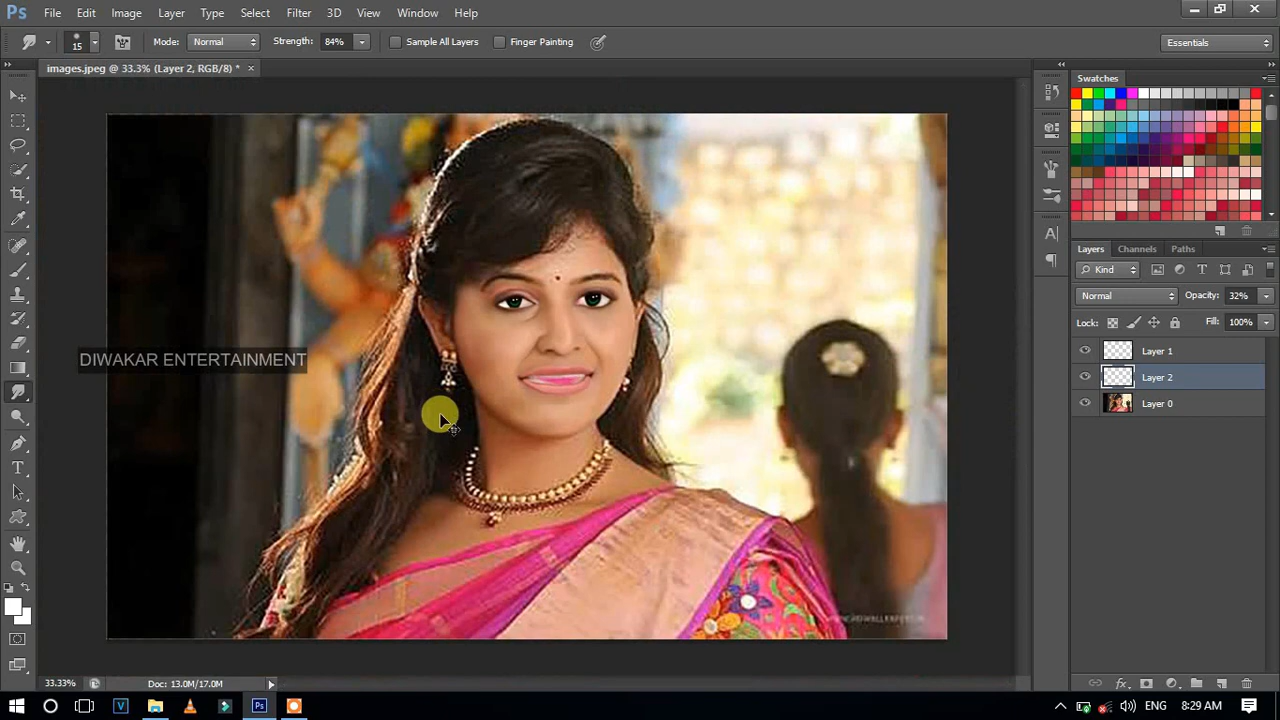 Ps File Edit Image Layer Type Select Filter 3D View Window Help
15 Mode: Normal Strength: 84% Sample All Layers Finger Painting Essentials
images.jpeg @ 33.3% (Layer 2, RGB/8) * ×
Swatches
Layers Channels Paths
Kind
Normal Opacity: 32%
Lock: Fill: 100%
Layer 1
DIWAKAR ENTERTAINMENT
Layer 2
Layer 0
33.33% Doc: 13.0M/17.0M
ENG 8:29 AM